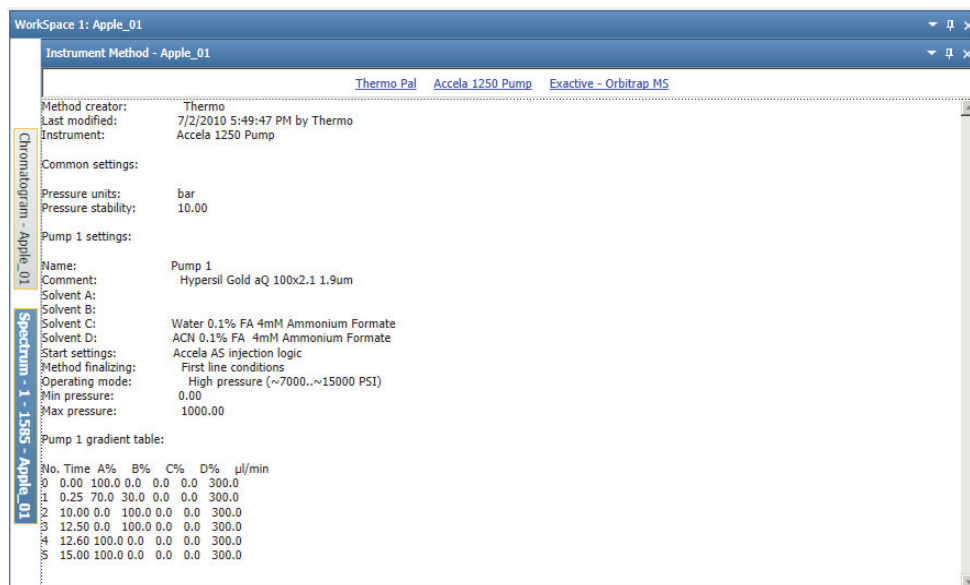 WorkSpace 1: Apple_01
Instrument Method - Apple_01
Thermo Pal Accela 1250 Pump Exactive - Orbitrap MS
Chromatogram - Apple_01
Spectrum - 1 - 1585 - Apple_01
Method creator: Thermo
Last modified: 7/2/2010 5:49:47 PM by Thermo
Instrument: Accela 1250 Pump
Common settings:
Pressure units: bar
Pressure stability: 10.00
Pump 1 settings:
Name: Pump 1
Comment: Hypersil Gold aQ 100x2.1 1.9um
Solvent A:
Solvent B:
Solvent C: Water 0.1% FA 4mM Ammonium Formate
Solvent D: ACN 0.1% FA 4mM Ammonium Formate
Start settings: Accela AS injection logic
Method finalizing: First line conditions
Operating mode: High pressure (~7000..~15000 PSI)
Min pressure: 0.00
Max pressure: 1000.00
Pump 1 gradient table:
No. Time A% B% C% D% µl/min
0 0.00 100.0 0.0 0.0 0.0 300.0
1 0.25 70.0 30.0 0.0 0.0 300.0
2 10.00 0.0 100.0 0.0 0.0 300.0
3 12.50 0.0 100.0 0.0 0.0 300.0
4 12.60 100.0 0.0 0.0 0.0 300.0
5 15.00 100.0 0.0 0.0 0.0 300.0